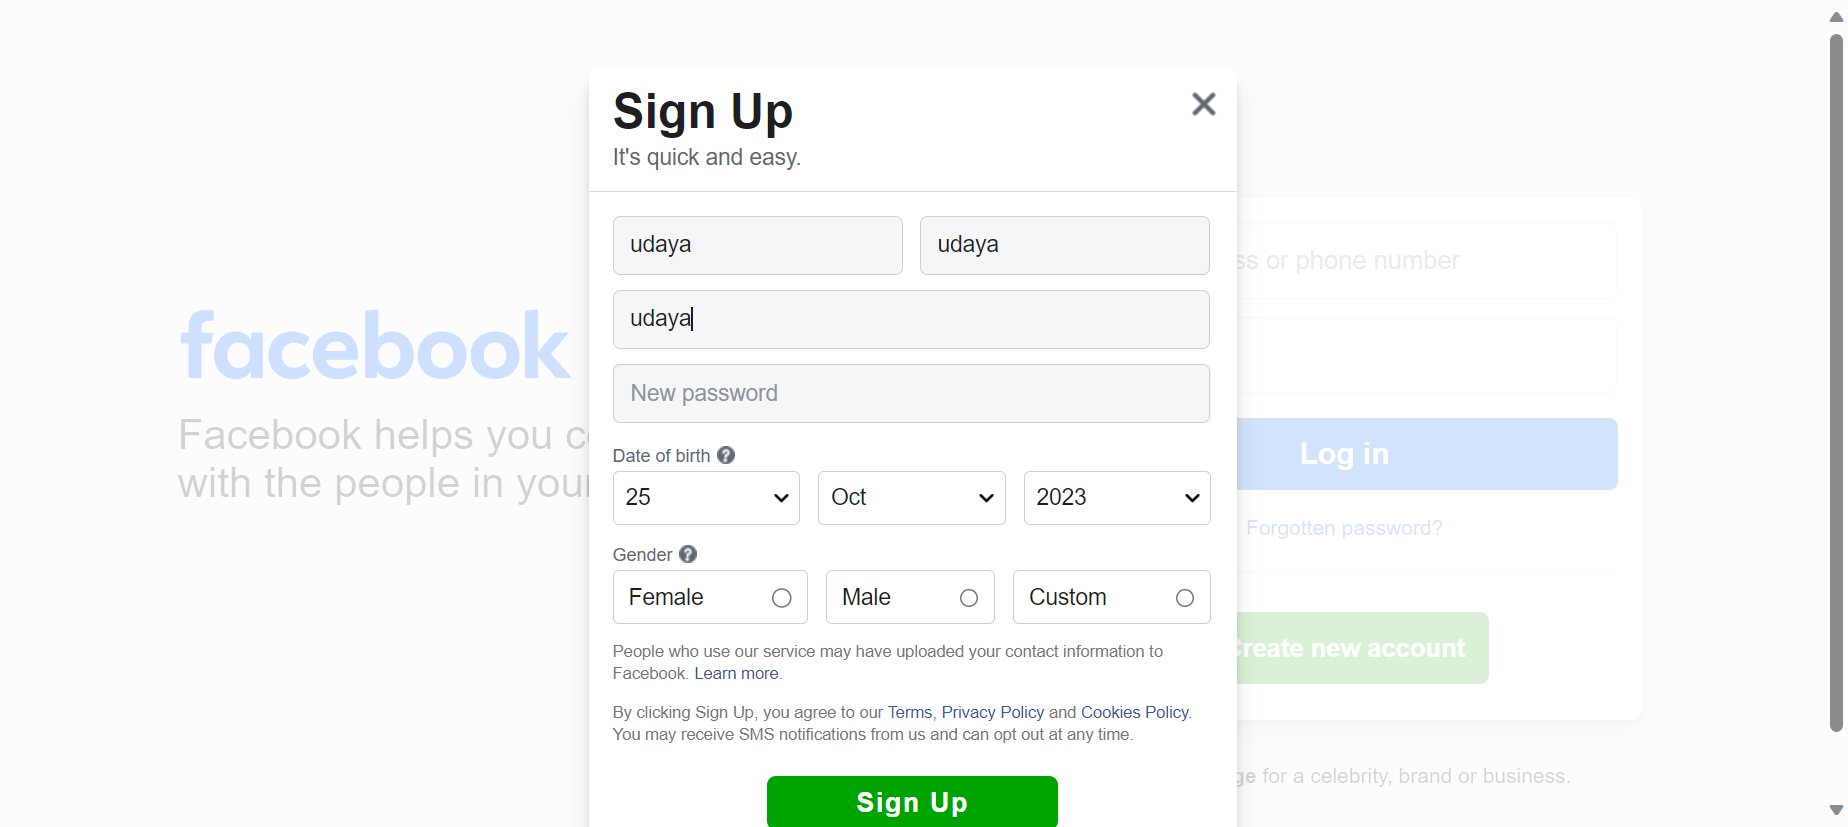 Sign Up
It's quick and easy.
udaya
udaya
udaya
New password
Date of birth ?
25
Oct
2023
Gender ?
Female
Male
Custom
People who use our service may have uploaded your contact information to
Facebook. Learn more.
By clicking Sign Up, you agree to our Terms, Privacy Policy and Cookies Policy.
You may receive SMS notifications from us and can opt out at any time.
Sign Up
facebook
Facebook helps you
with the people in your
or phone number
Log in
Forgotten password?
Create new account
for a celebrity, brand or business.